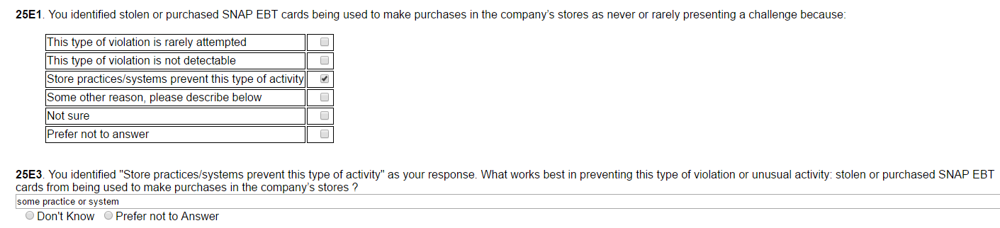 25E1. You identified stolen or purchased SNAP EBT cards being used to make purchases in the company's stores as never or rarely presenting a challenge because:
This type of violation is rarely attempted
This type of violation is not detectable
Store practices/systems prevent this type of activity
Some other reason, please describe below
Not sure
Prefer not to answer
25E3. You identified "Store practices/systems prevent this type of activity" as your response. What works best in preventing this type of violation or unusual activity: stolen or purchased SNAP EBT
cards from being used to make purchases in the company's stores ?
some practice or system
Don't Know Prefer not to Answer